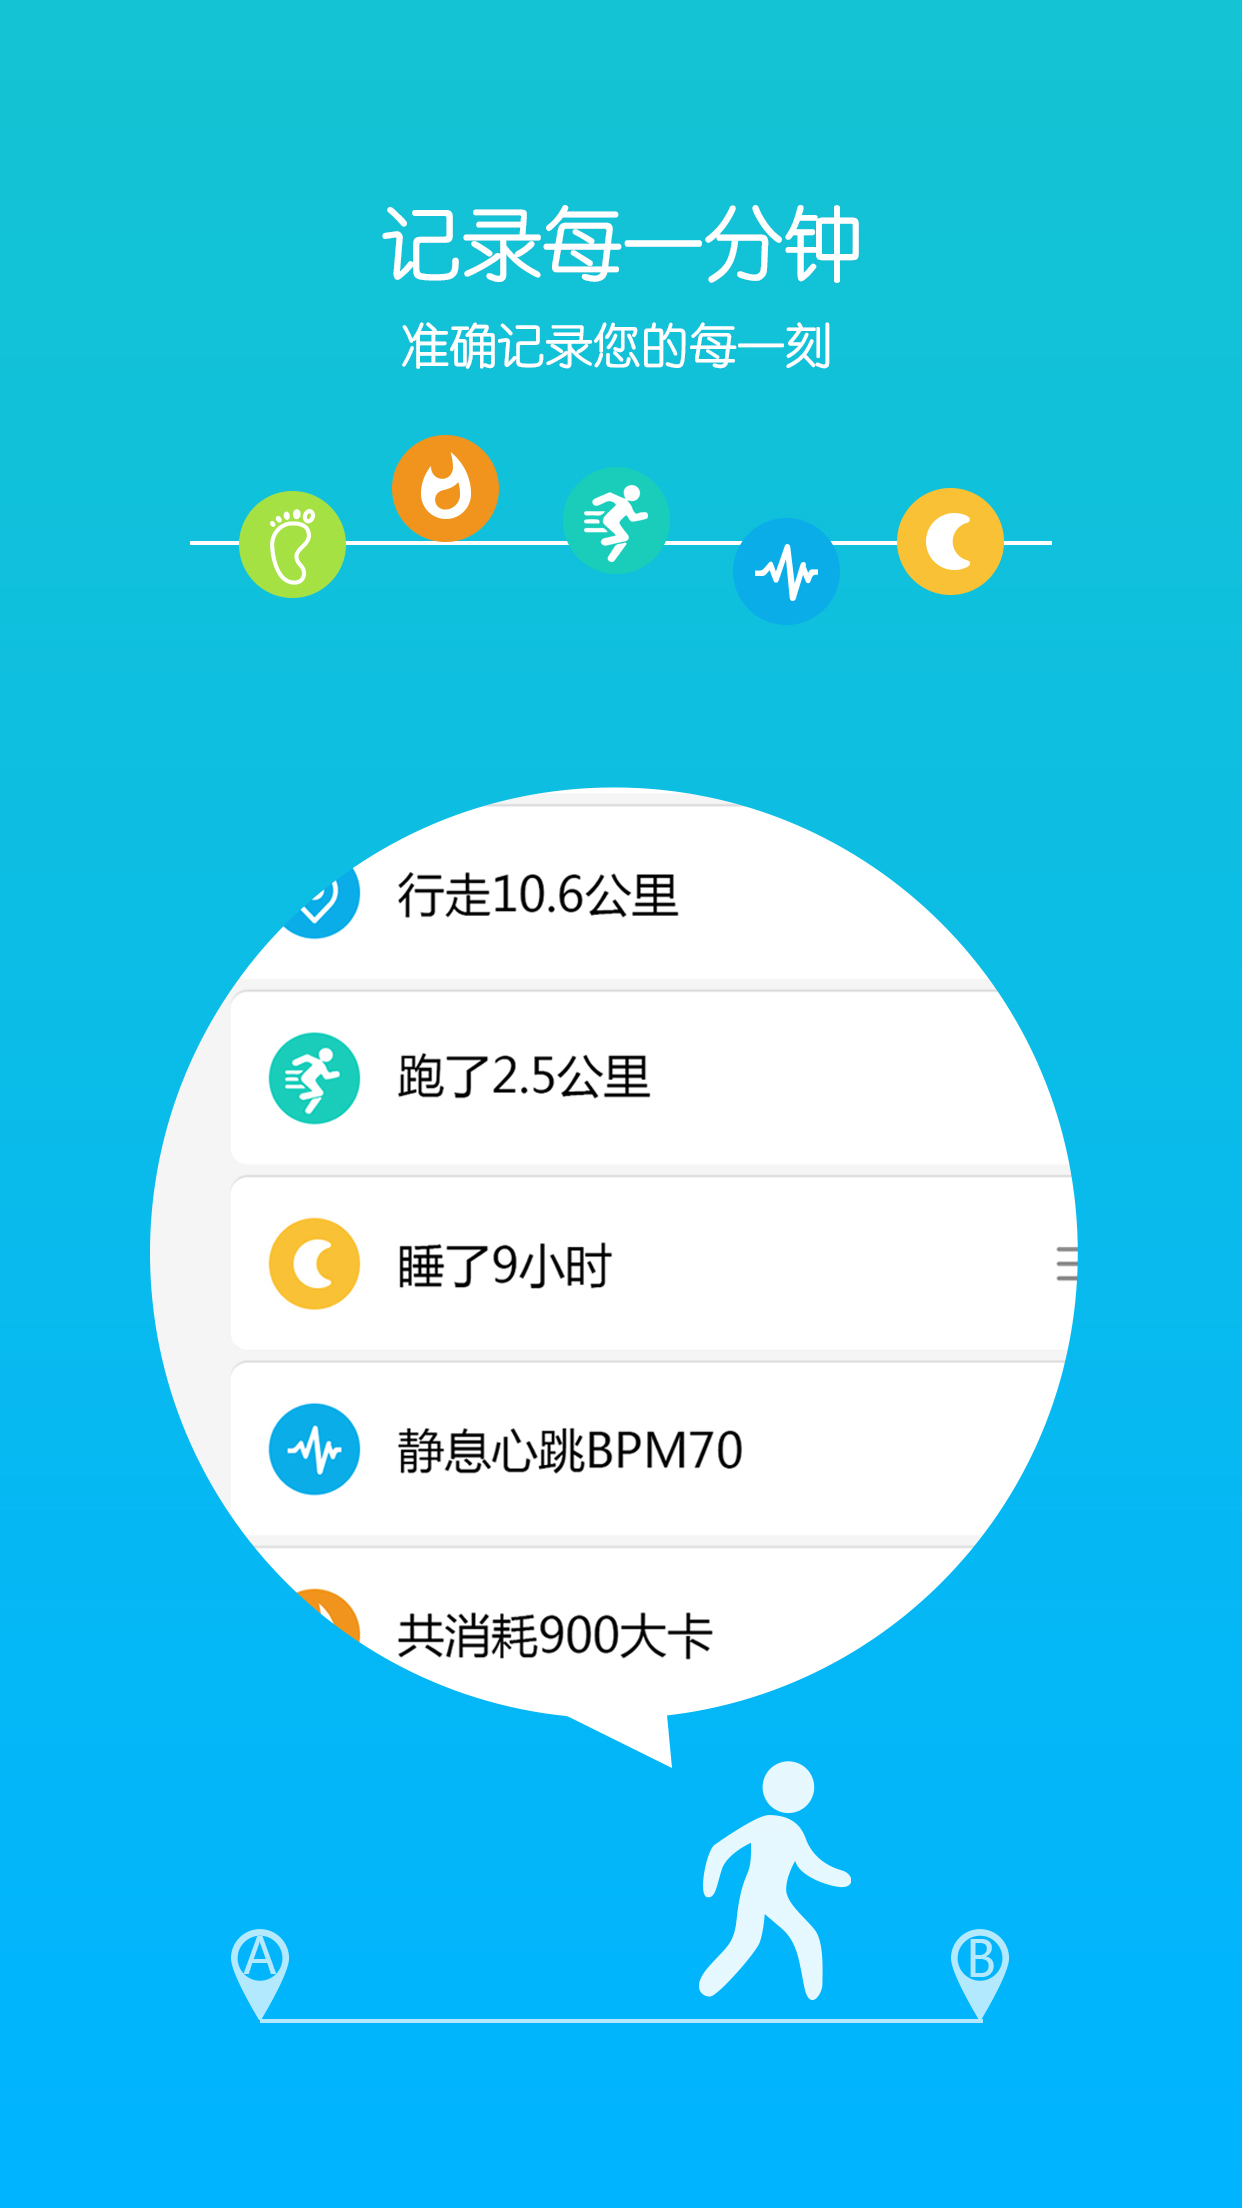 记录每一分钟
准确记录您的每一刻
行走10.6公里
跑了2.5公里
睡了9小时
静息心跳BPM70
共消耗900大卡
A
B